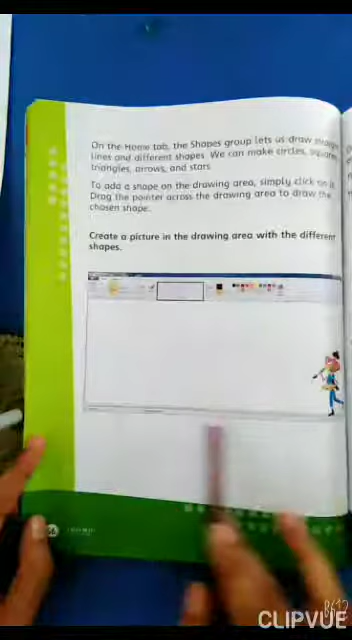 On the Home tab, the Shapes group lets us draw
lines and different shapes. We can make circles, square
triangles, arrows, and stars.
To add a shape on the drawing area, simply click on
Drag the pointer across the drawing area to draw the
chosen shape.
Create a picture in the drawing area with the different
shapes.
B612
CLIPVUE